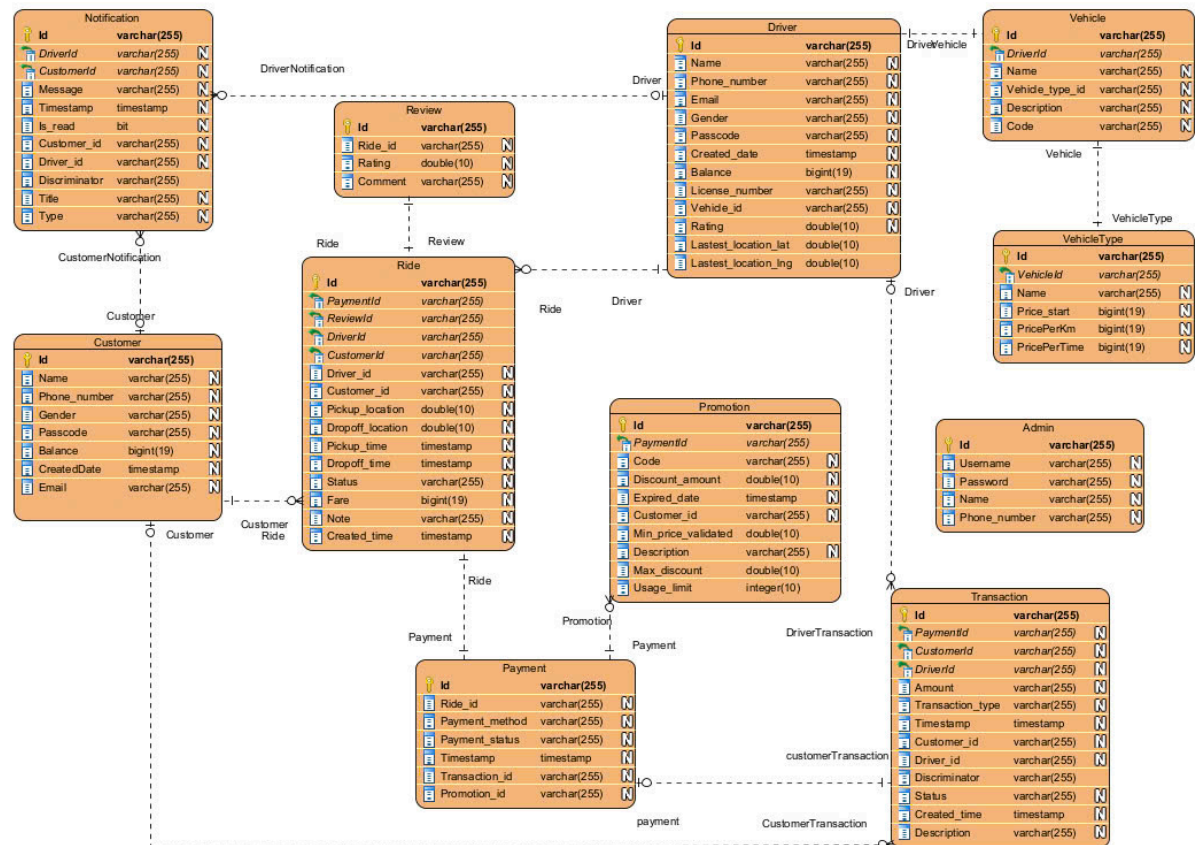 Notification
Id varchar(255)
DriverId varchar(255) N
CustomerId varchar(255) N
Message varchar(255) N
Timestamp timestamp N
Is_read bit N
Customer_id varchar(255) N
Driver_id varchar(255) N
Discriminator varchar(255)
Title varchar(255) N
Type varchar(255) N
DriverNotification
Driver
Review
Id varchar(255)
Ride_id varchar(255) N
Rating double(10) N
Comment varchar(255) N
Driver
Id varchar(255)
Name varchar(255) N
Phone_number varchar(255) N
Email varchar(255) N
Gender varchar(255) N
Passcode varchar(255) N
Created_date timestamp N
Balance bigint(19) N
License_number varchar(255) N
Vehicle_id varchar(255) N
Rating double(10) N
Lastest_location_lat double(10)
Lastest_location_lng double(10)
Driver
Vehicle
Vehicle
Id varchar(255)
DriverId varchar(255)
Name varchar(255) N
Vehicle_type_id varchar(255) N
Description varchar(255) N
Code varchar(255) N
Vehicle
VehicleType
VehicleType
Id varchar(255)
VehicleId varchar(255)
Name varchar(255) N
Price_start bigint(19) N
PricePerKm bigint(19) N
PricePerTime bigint(19) N
Ride
Review
CustomerNotification
Customer
Ride
Id varchar(255)
PaymentId varchar(255)
ReviewId varchar(255)
DriverId varchar(255)
CustomerId varchar(255)
Driver_id varchar(255) N
Customer_id varchar(255) N
Pickup_location double(10) N
Dropoff_location double(10) N
Pickup_time timestamp N
Dropoff_time timestamp N
Status varchar(255) N
Fare bigint(19) N
Note varchar(255) N
Created_time timestamp N
Ride
Driver
Driver
Customer
Id varchar(255)
Name varchar(255) N
Phone_number varchar(255) N
Gender varchar(255) N
Passcode varchar(255) N
Balance bigint(19) N
CreatedDate timestamp N
Email varchar(255) N
Customer
Customer
Ride
Promotion
Id varchar(255)
PaymentId varchar(255)
Code varchar(255) N
Discount_amount double(10) N
Expired_date timestamp N
Customer_id varchar(255) N
Min_price_validated double(10)
Description varchar(255) N
Max_discount double(10)
Usage_limit integer(10)
Admin
Id varchar(255)
Username varchar(255) N
Password varchar(255) N
Name varchar(255) N
Phone_number varchar(255) N
Ride
Payment
Promotion
Payment
DriverTransaction
Payment
Id varchar(255)
Ride_id varchar(255) N
Payment_method varchar(255) N
Payment_status varchar(255) N
Timestamp timestamp N
Transaction_id varchar(255) N
Promotion_id varchar(255) N
Transaction
Id varchar(255)
PaymentId varchar(255) N
CustomerId varchar(255) N
DriverId varchar(255) N
Amount varchar(255) N
Transaction_type varchar(255) N
Timestamp timestamp N
Customer_id varchar(255) N
Driver_id varchar(255) N
Discriminator varchar(255)
Status varchar(255) N
Created_time timestamp N
Description varchar(255) N
customerTransaction
payment
CustomerTransaction